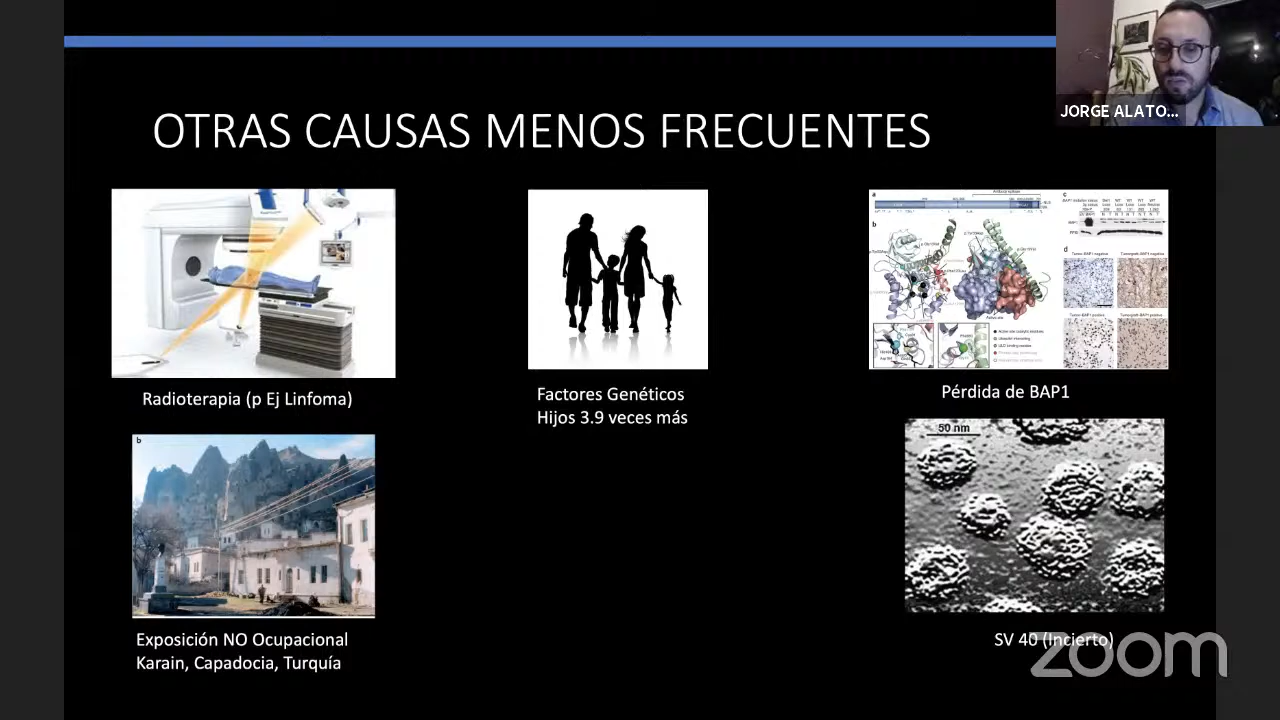 JORGE ALATO...
OTRAS CAUSAS MENOS FRECUENTES
Radioterapia (p Ej Linfoma)
Factores Genéticos
Hijos 3.9 veces más
a
b
c
d
Pérdida de BAP1
b
Exposición NO Ocupacional
Karain, Capadocia, Turquía
50 nm
SV 40 (Incierto)
zoom